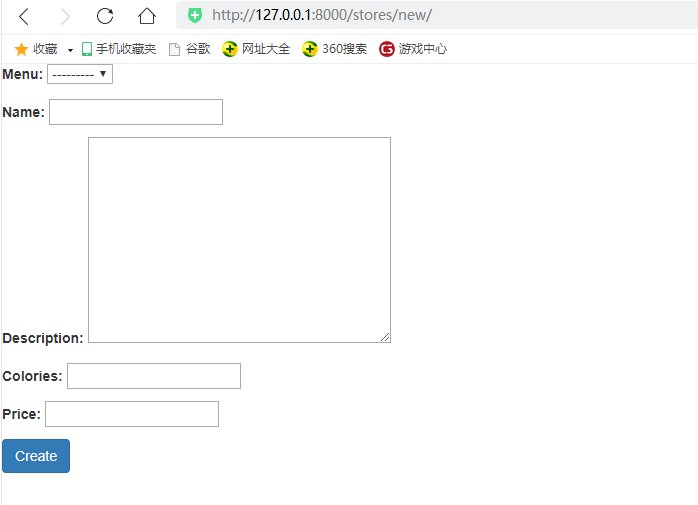 http://127.0.0.1:8000/stores/new/
收藏 手机收藏夹 谷歌 网址大全 360搜索 G3 游戏中心
Menu: ---------
Name:
Description:
Colories:
Price:
Create